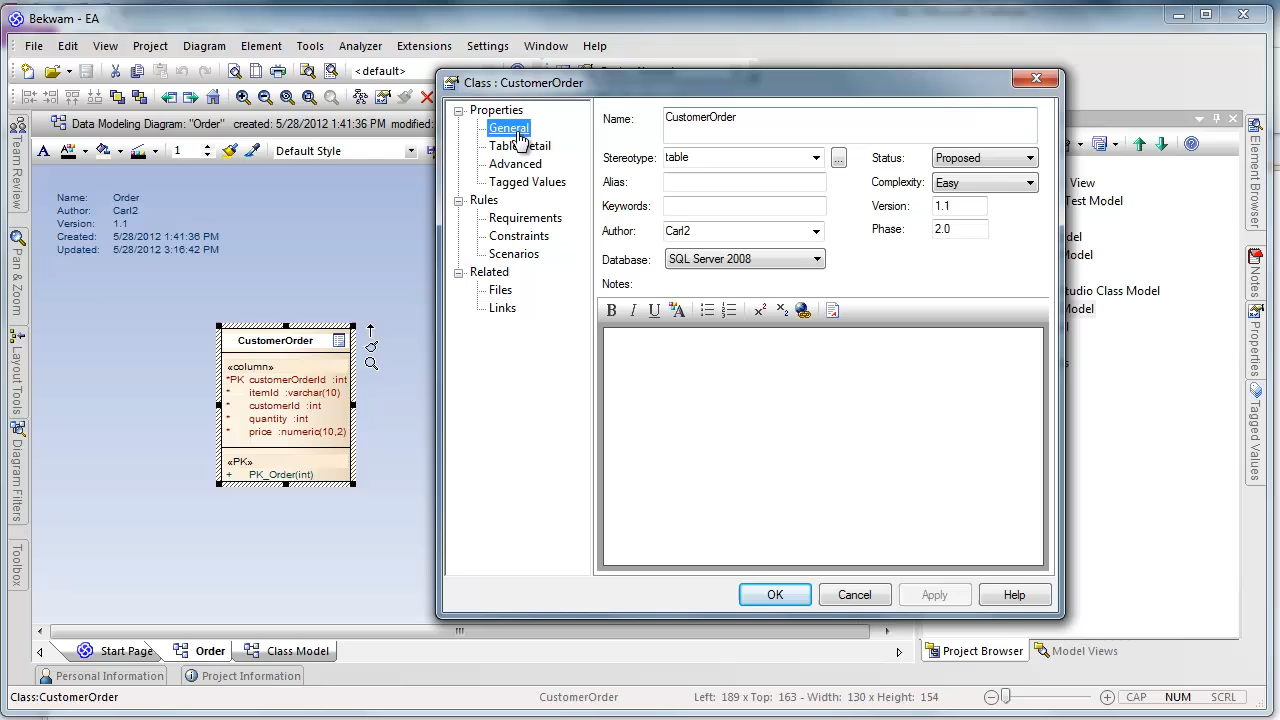 Bekwam - EA
File Edit View Project Diagram Element Tools Analyzer Extensions Settings Window Help
<default>
Data Modeling Diagram: "Order" created: 5/28/2012 1:41:36 PM modified:
1 Default Style
Team Review
Pan & Zoom
Layout Tools
Diagram Filters
Toolbox
Name: Order
Author: Carl2
Version: 1.1
Created: 5/28/2012 1:41:36 PM
Updated: 5/28/2012 3:16:42 PM
CustomerOrder
«column»
*PK customerOrderId :int
* itemId :varchar(10)
* customerId :int
* quantity :int
* price :numeric(10,2)
«PK»
+ PK_Order(int)
Class : CustomerOrder
Properties
General
Advanced
Tagged Values
Rules
Requirements
Constraints
Scenarios
Related
Files
Links
Name: CustomerOrder
Stereotype: table ... Status: Proposed
Alias: Complexity: Easy
Keywords: Version: 1.1
Author: Carl2 Phase: 2.0
Database: SQL Server 2008
Notes:
B I U A x² x₂
OK Cancel Apply Help
View
Test Model
del
Model
tudio Class Model
Model
Element Browser
Notes
Properties
Tagged Values
Start Page Order Class Model
Project Browser Model Views
Personal Information Project Information
Class:CustomerOrder CustomerOrder Left: 189 x Top: 163 - Width: 130 x Height: 154 CAP NUM SCRL